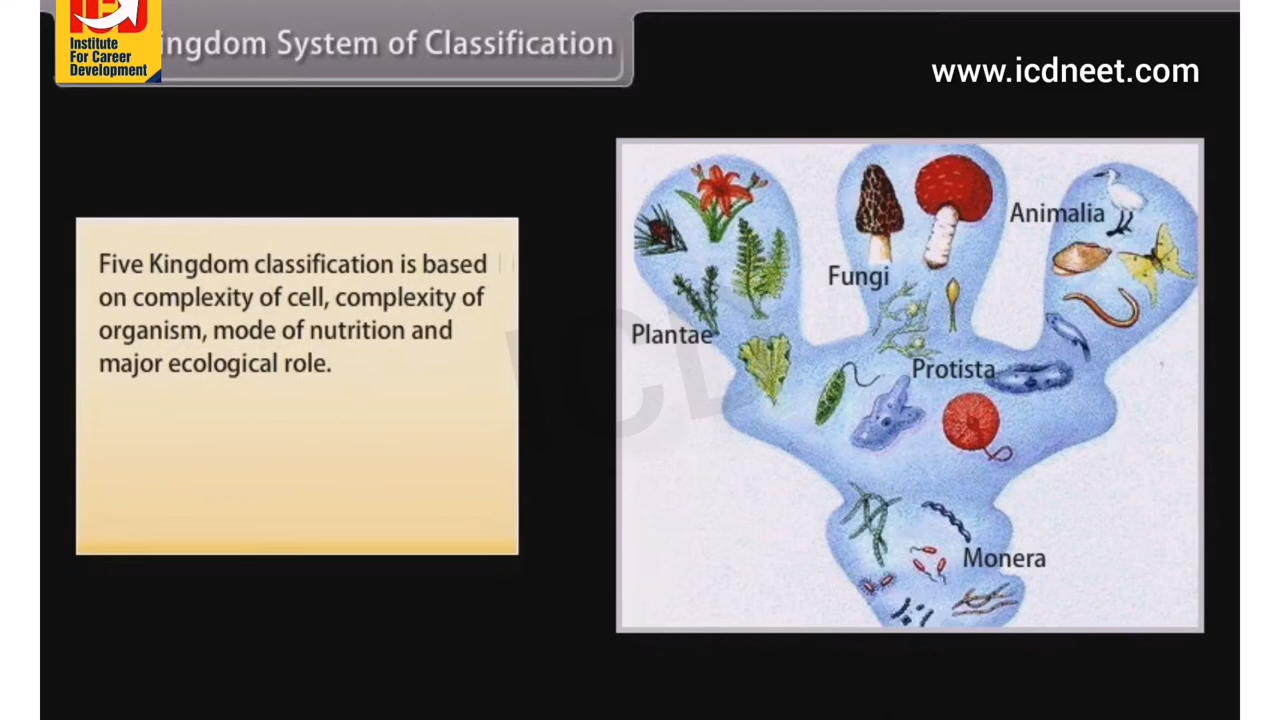 Institute
For Career
Development
ingdom System of Classification
www.icdneet.com
Five Kingdom classification is based
on complexity of cell, complexity of
organism, mode of nutrition and
major ecological role.
Animalia
Fungi
Plantae
Protista
Monera